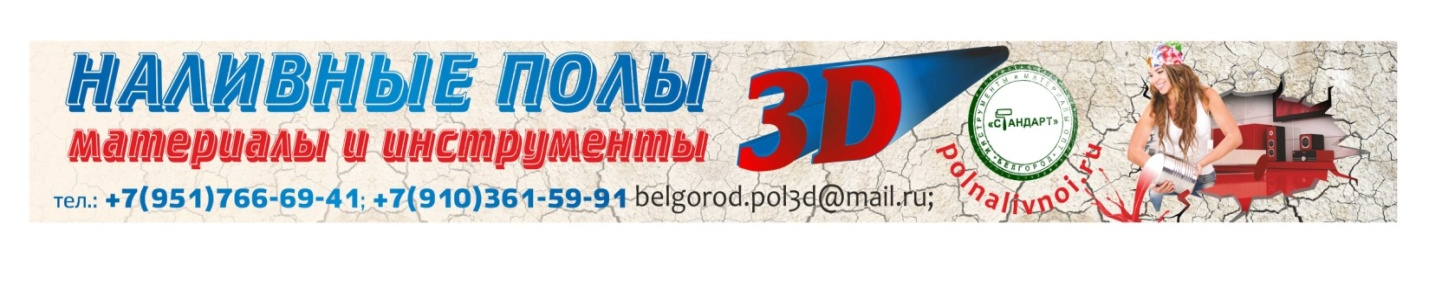 НАЛИВНЫЕ ПОЛЫ
материалы и инструменты
3D
тел.: +7(951)766-69-41; +7(910)361-59-91 belgorod.pol3d@mail.ru;
«СТАНДАРТ»
БЕЛГОРОД
polnalivnoi.ru